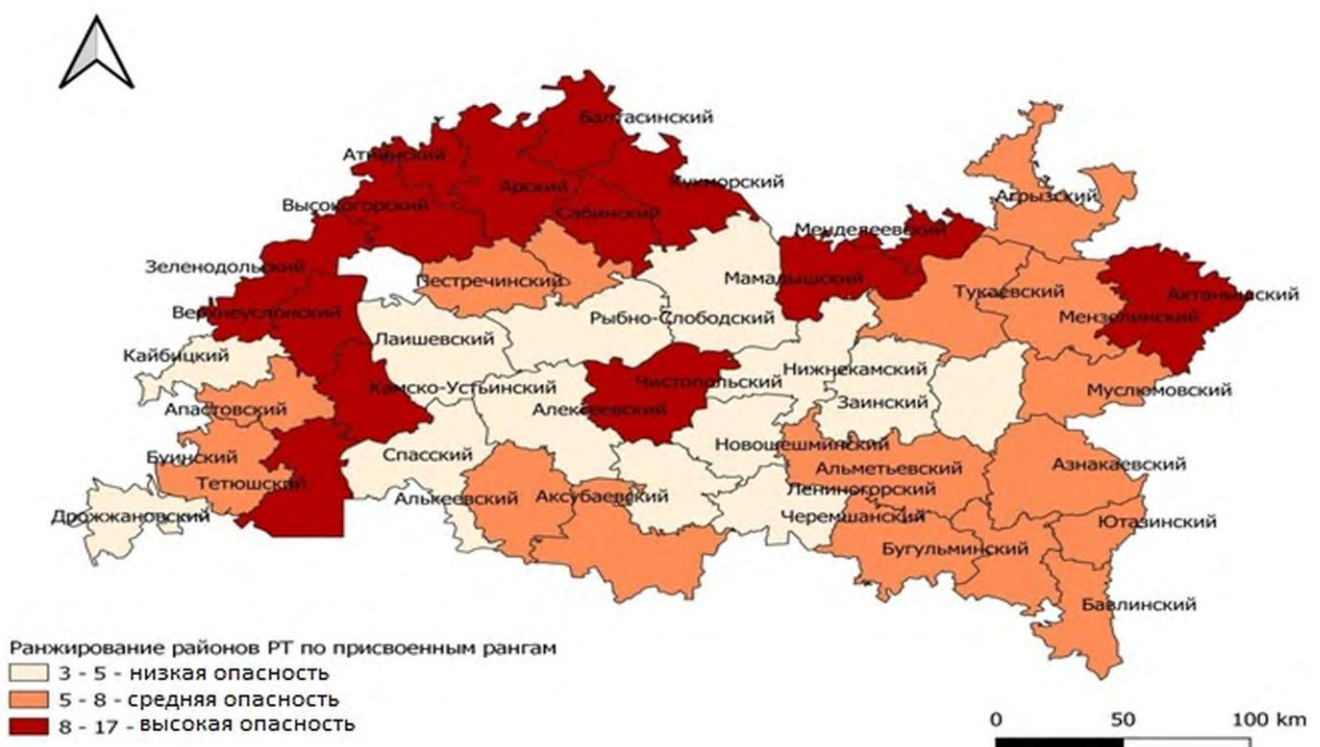 Балтасинский
Атнинский
Кукморский
Арский
Агрызский
Высокогорский
Сабинский
Менделеевский
Зеленодольский
Пестречинский
Мамадышский
Тукаевский
Актанышский
Верхнеуслонский
Рыбно-Слободский
Мензелинский
Лаишевский
Кайбицкий
Нижнекамский
Камско-Устьинский
Чистопольский
Муслюмовский
Апастовский
Алексеевский
Заинский
Новошешминский
Буинский
Спасский
Альметьевский
Азнакаевский
Тетюшский
Алькеевский
Аксубаевский
Лениногорский
Дрожжановский
Черемшанский
Ютазинский
Бугульминский
Бавлинский
Ранжирование районов РТ по присвоенным рангам
3 - 5 - низкая опасность
5 - 8 - средняя опасность
8 - 17 - высокая опасность
0 50 100 km